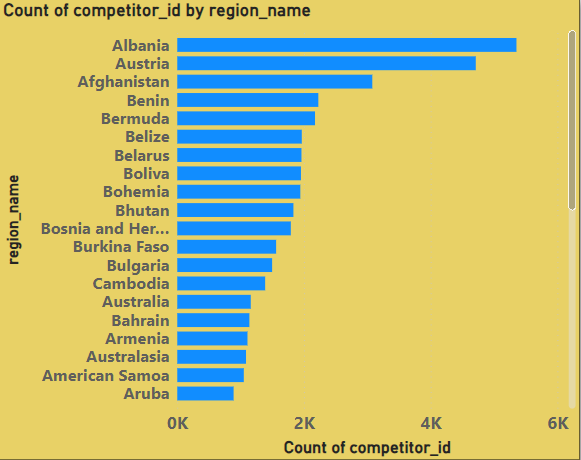 Count of competitor_id by region_name
Albania
Austria
Afghanistan
Benin
Bermuda
Belize
Belarus
Boliva
Bohemia
Bhutan
Bosnia and Her...
Burkina Faso
Bulgaria
Cambodia
Australia
Bahrain
Armenia
Australasia
American Samoa
Aruba
region_name
0K 2K 4K 6K
Count of competitor_id